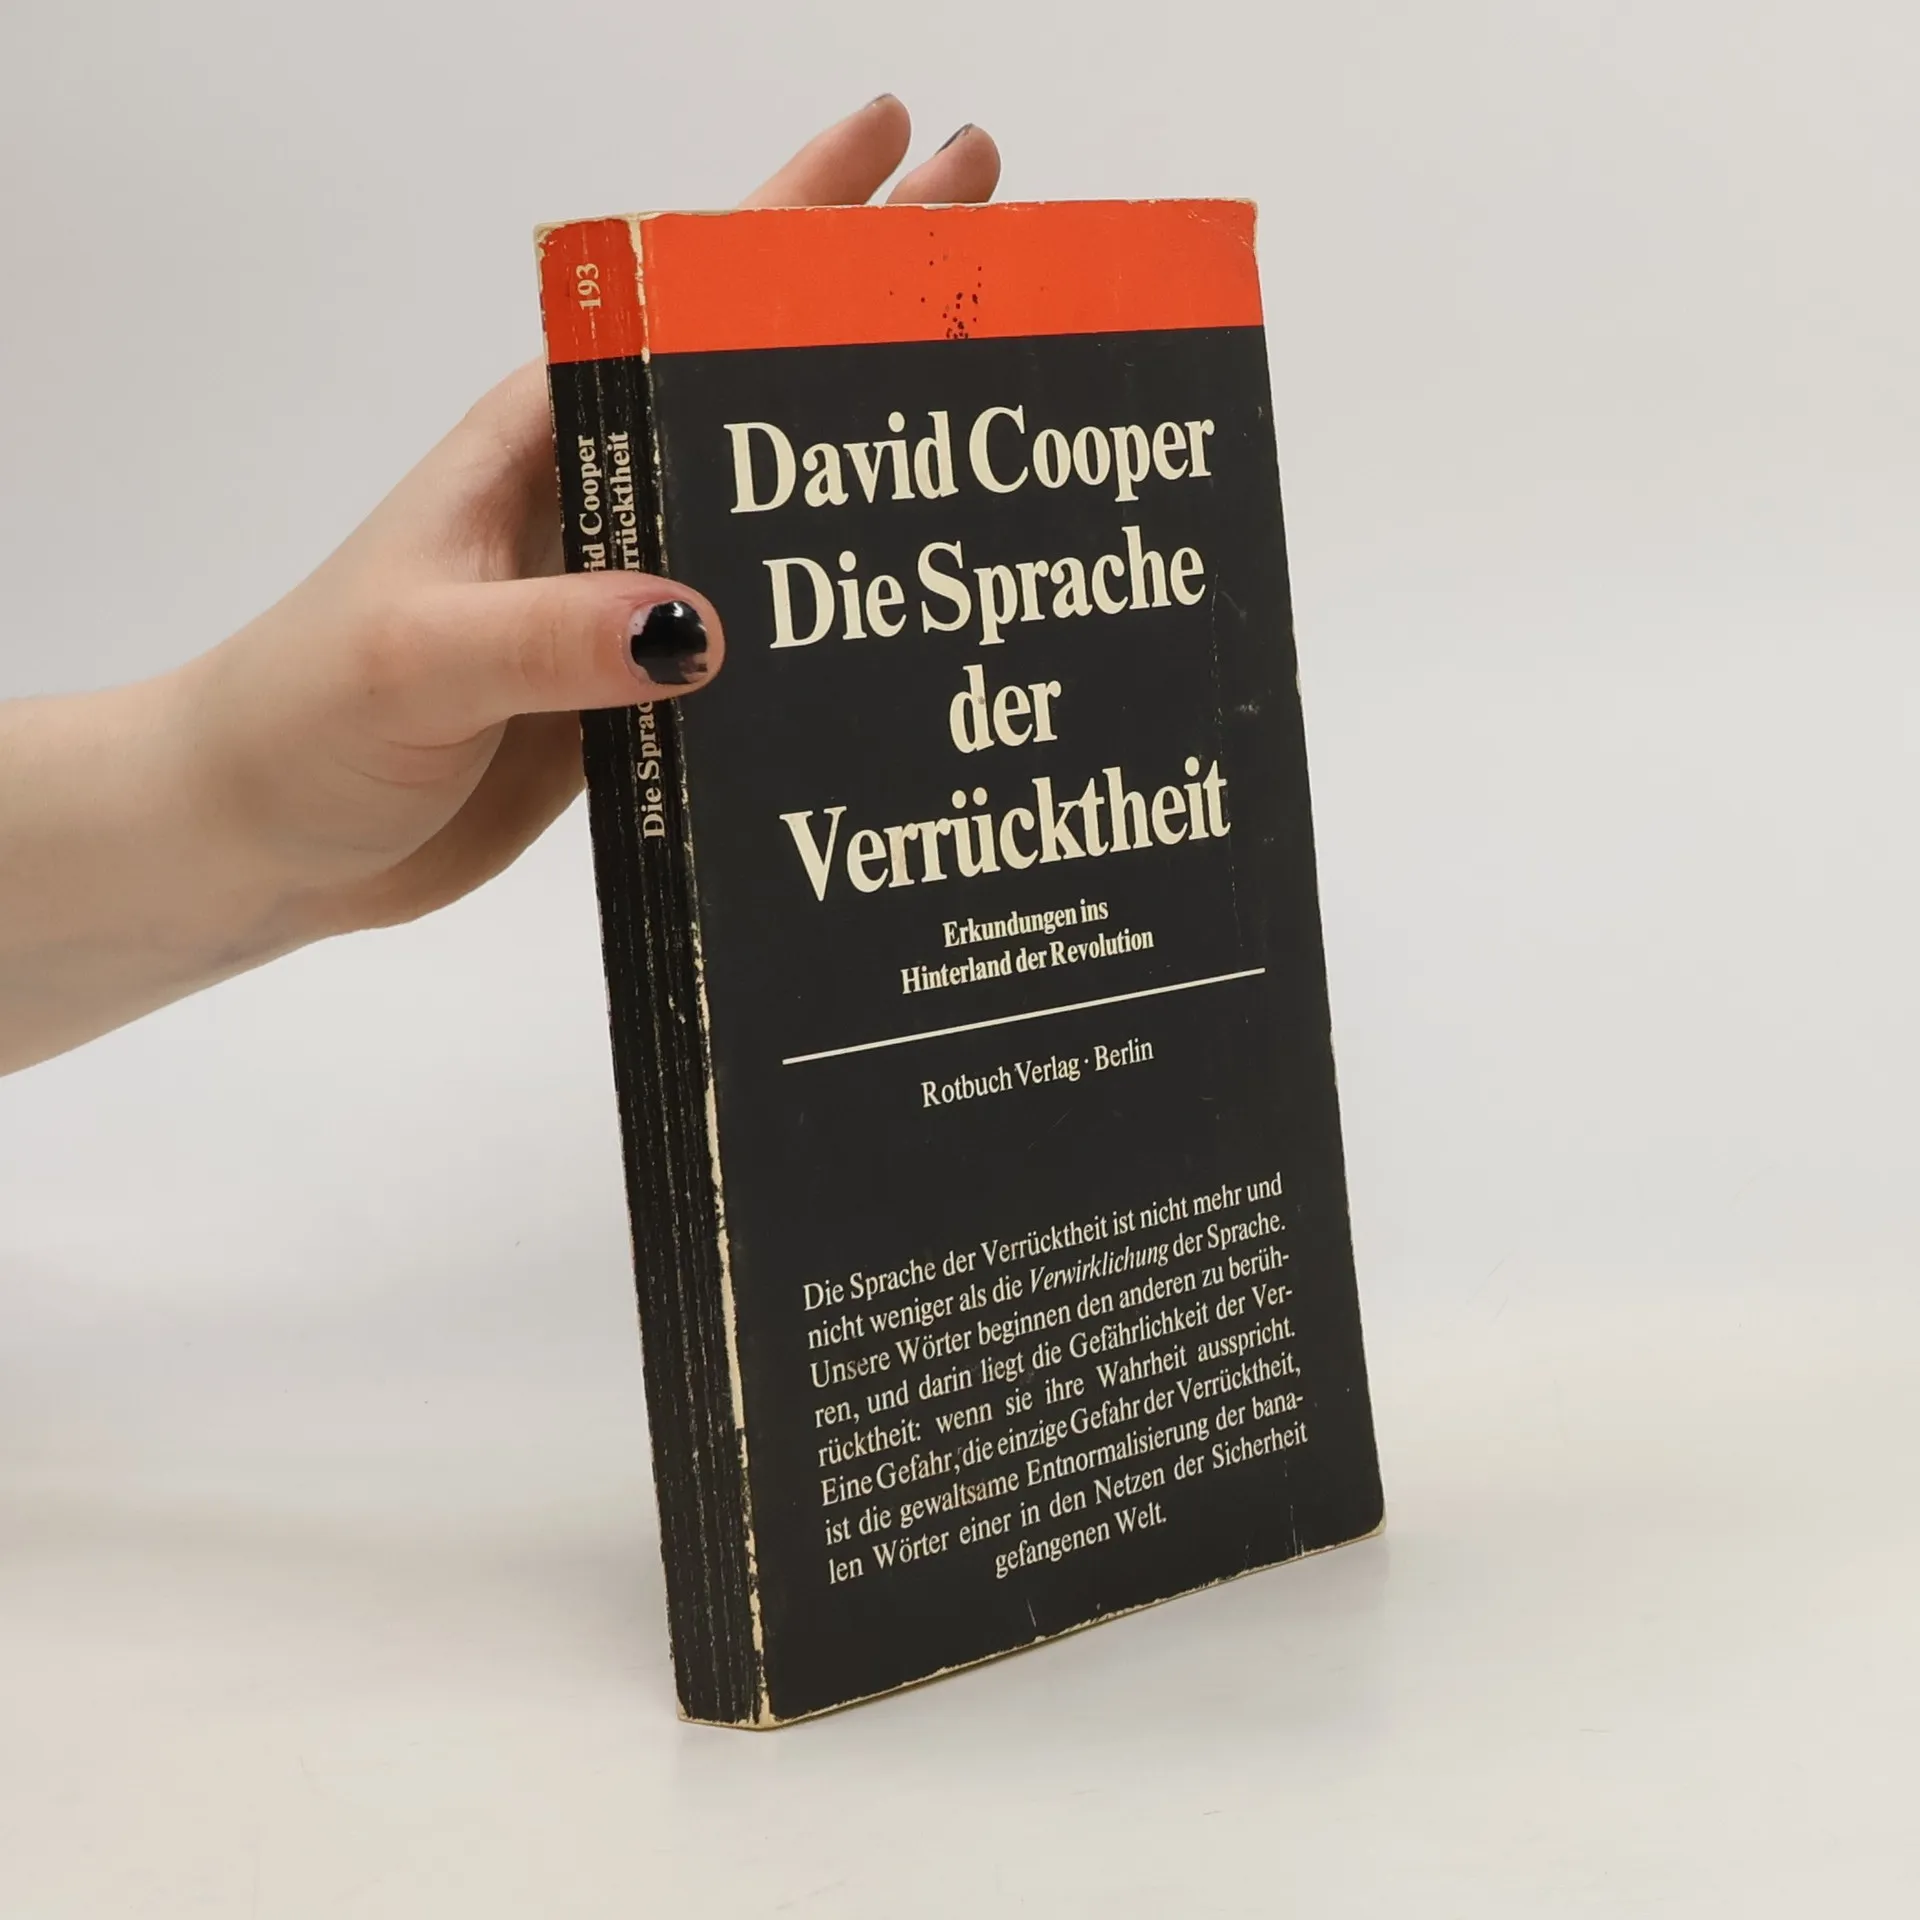 193
David Cooper
Die Sprache
der
Verrücktheit
Erkundungen ins
Hinterland der Revolution
Rotbuch Verlag · Berlin
Die Sprache der Verrücktheit ist nicht mehr und
nicht weniger als die Verwirklichung der Sprache.
Unsere Wörter beginnen den anderen zu berüh-
ren, und darin liegt die Gefährlichkeit der Ver-
rücktheit: wenn sie ihre Wahrheit ausspricht.
Eine Gefahr, die einzige Gefahr der Verrücktheit,
ist die gewaltsame Entnormalisierung der bana-
len Wörter einer in den Netzen der Sicherheit
gefangenen Welt.
Cooper
Die